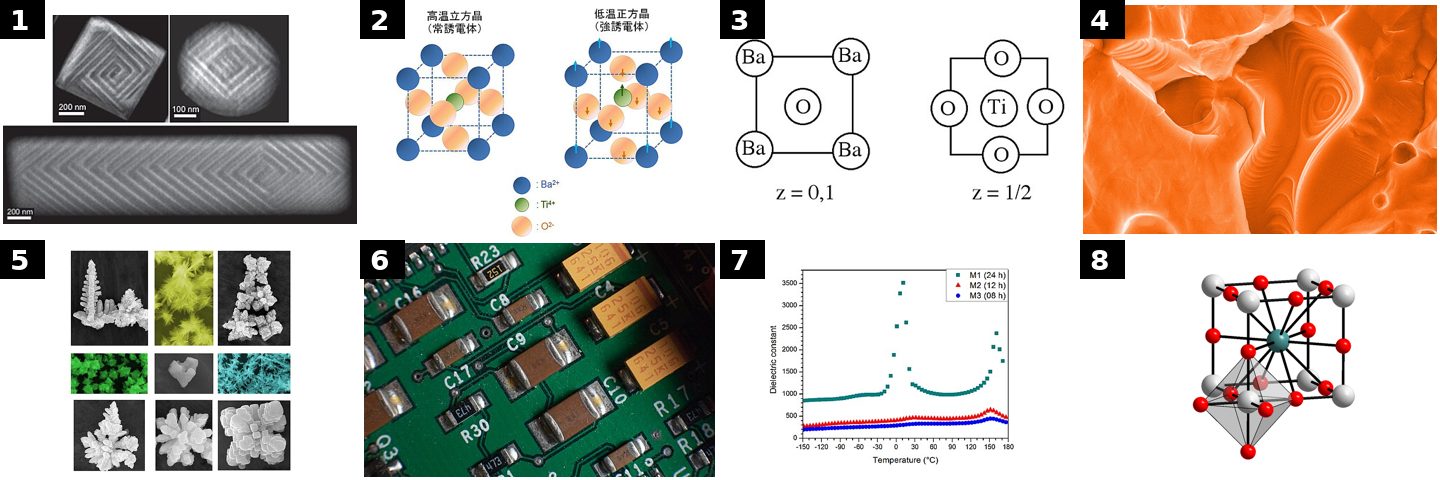 1
200 nm
100 nm
200 nm
2
高温立方晶
(常誘電体)
低温正方晶
(強誘電体)
: Ba²⁺
: Ti⁴⁺
: O²⁻
3
Ba
Ba
O
Ba
Ba
z = 0,1
O
O
Ti
O
O
z = 1/2
4
5
6
R23
C16
C8
C4
C5
C9
C17
C10
R30
R17
R18
Q3
473
473
7
Dielectric constant
3500
3000
2500
2000
1500
1000
500
0
-150
-120
-90
-60
-30
0
30
60
90
120
150
180
Temperature (°C)
M1 (24 h)
M2 (12 h)
M3 (08 h)
8